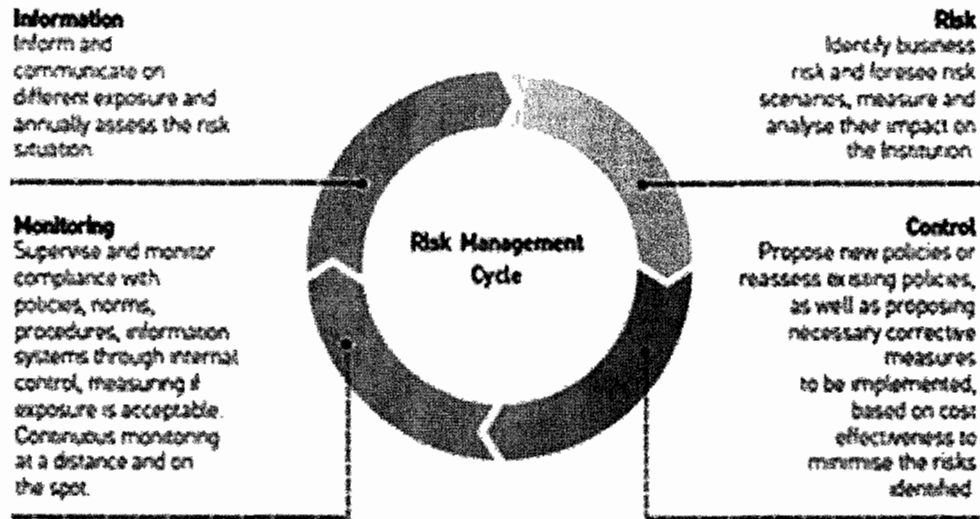 Information
Inform and
communicate on
different exposure and
annually assess the risk
situation.
Risk
Identify business
risk and foresee risk
scenarios, measure and
analyse their impact on
the Institution.
Risk Management
Cycle
Monitoring
Supervise and monitor
compliance with
policies, norms,
procedures, information
systems through internal
control, measuring if
exposure is acceptable.
Continuous monitoring
at a distance and on
the spot.
Control
Propose new policies or
reassess existing policies,
as well as proposing
necessary corrective
measures
to be implemented,
based on cost
effectiveness to
minimise the risks
identified.